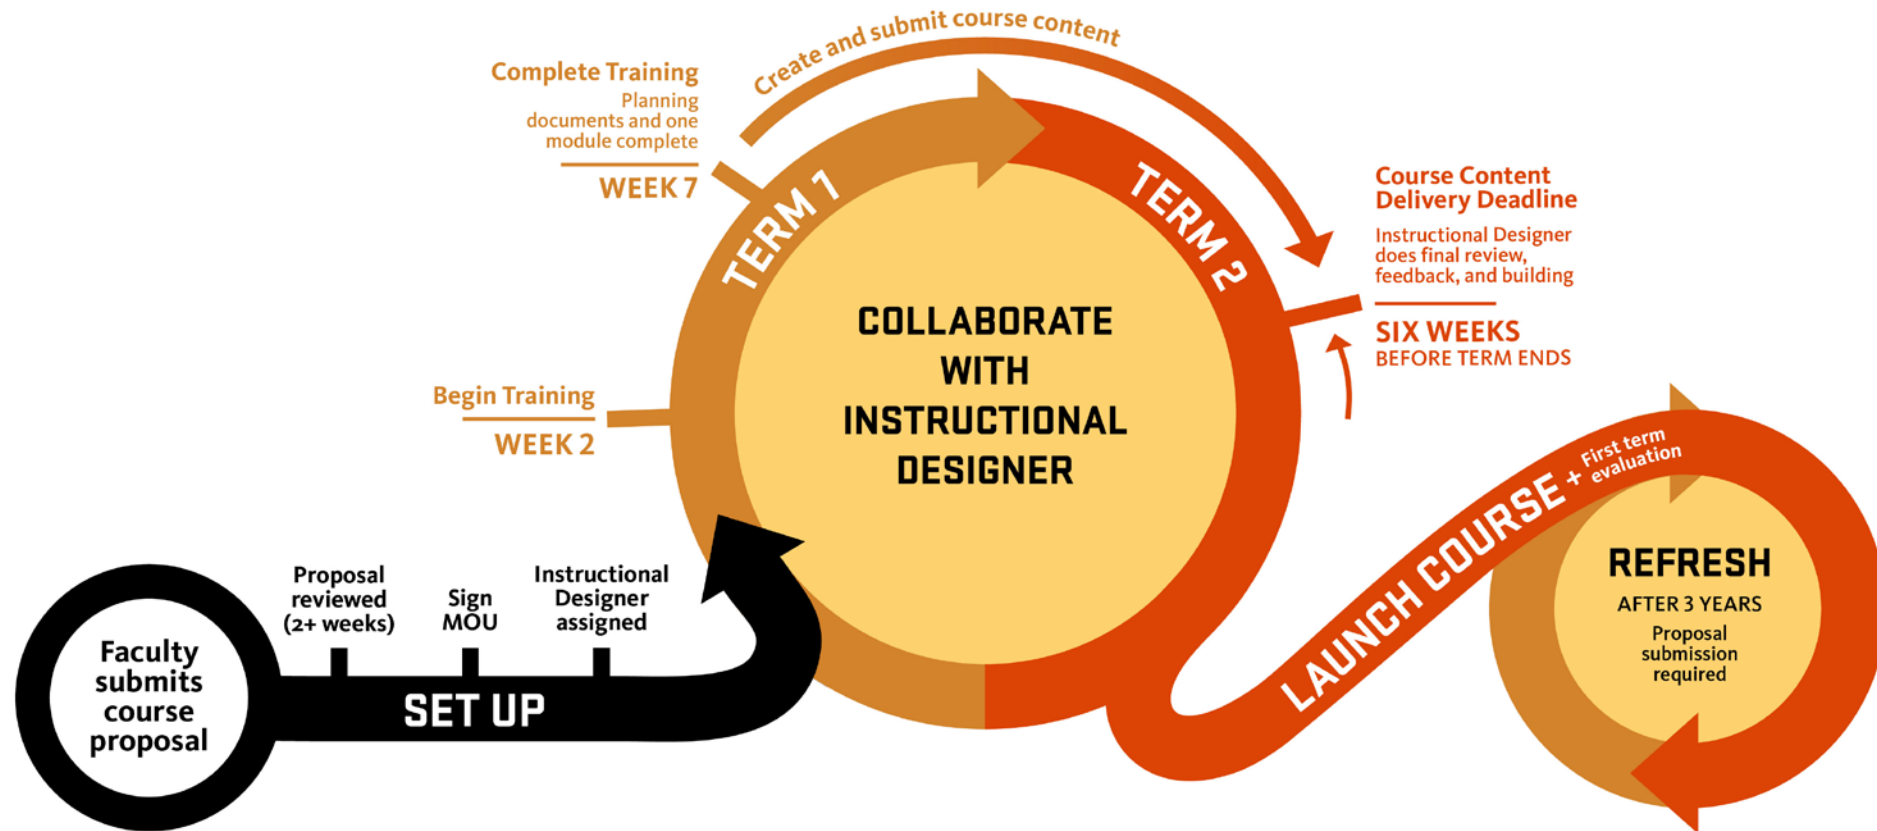 Faculty
submits
course
proposal
Proposal
reviewed
(2+ weeks)
Sign
MOU
Instructional
Designer
assigned
SET UP
Begin Training
WEEK 2
Complete Training
Planning
documents and one
module complete
WEEK 7
TERM 1
Create and submit course content
TERM 2
COLLABORATE
WITH
INSTRUCTIONAL
DESIGNER
Course Content
Delivery Deadline
Instructional Designer
does final review,
feedback, and building
SIX WEEKS
BEFORE TERM ENDS
LAUNCH COURSE +
First term
evaluation
REFRESH
AFTER 3 YEARS
Proposal
submission
required